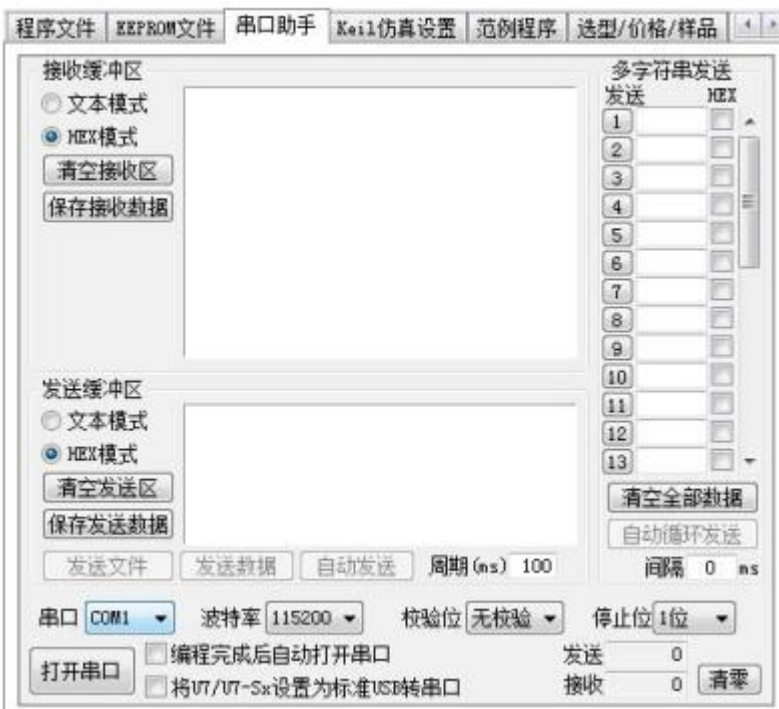 程序文件 EEPROM文件 串口助手 Keil仿真设置 范例程序 选型/价格/样品
接收缓冲区
文本模式
HEX模式
清空接收区
保存接收数据
发送缓冲区
文本模式
HEX模式
清空发送区
保存发送数据
发送文件 发送数据 自动发送 周期(ms) 100
多字符串发送
发送 HEX
1
2
3
4
5
6
7
8
9
10
11
12
13
清空全部数据
自动循环发送
间隔 0 ms
串口 COM1 波特率 115200 校验位 无校验 停止位 1位
打开串口
编程完成后自动打开串口
将U7/U7-Sx设置为标准USB转串口
发送 0
接收 0
清零